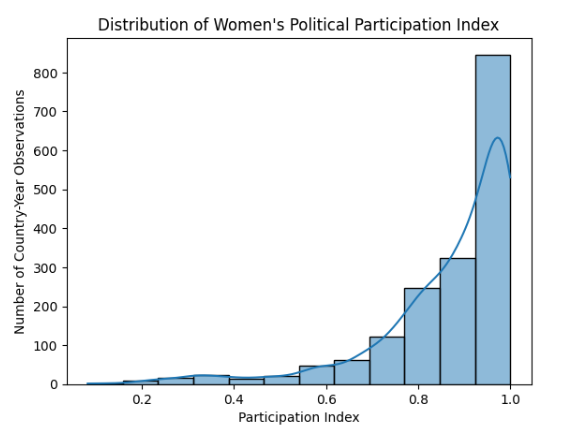 Distribution of Women's Political Participation Index
Number of Country-Year Observations
800
700
600
500
400
300
200
100
0
0.2 0.4 0.6 0.8 1.0
Participation Index